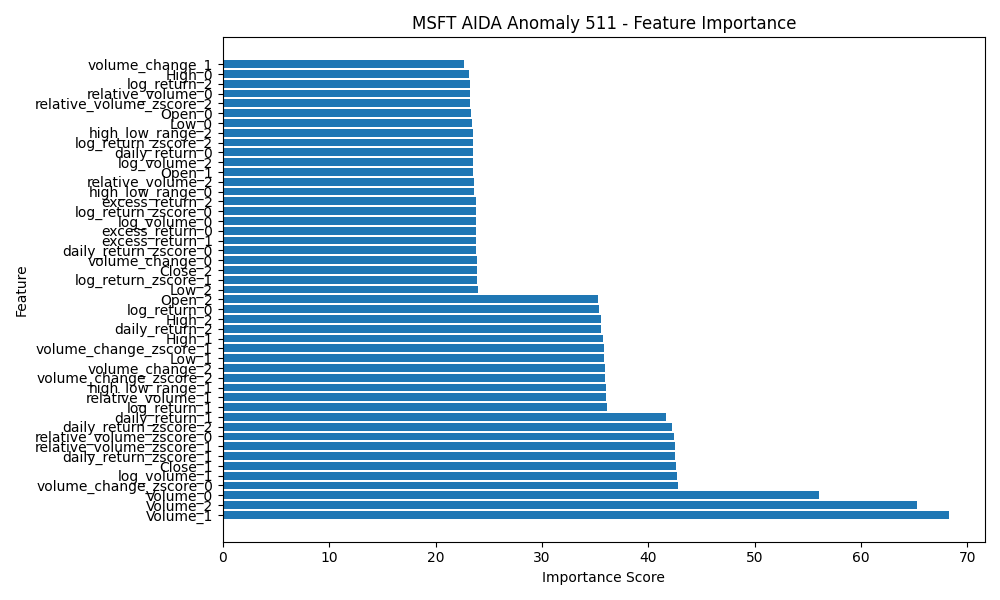 MSFT AIDA Anomaly 511 - Feature Importance
Feature
volume_change_1
High_0
log_return_2
relative_volume_0
relative_volume_zscore_2
Open_0
Low_0
high_low_range_2
log_return_zscore_2
daily_return_0
log_volume_2
Open_1
relative_volume_2
high_low_range_0
excess_return_2
log_return_zscore_0
log_volume_0
excess_return_0
excess_return_1
daily_return_zscore_0
volume_change_0
Close_2
log_return_zscore_1
Low_2
Open_2
log_return_0
High_2
daily_return_2
High_1
volume_change_zscore_1
Low_1
volume_change_2
volume_change_zscore_2
high_low_range_1
relative_volume_1
log_return_1
daily_return_1
daily_return_zscore_2
relative_volume_zscore_0
relative_volume_zscore_1
daily_return_zscore_1
Close_1
log_volume_1
volume_change_zscore_0
Volume_0
Volume_2
Volume_1
0 10 20 30 40 50 60 70
Importance Score